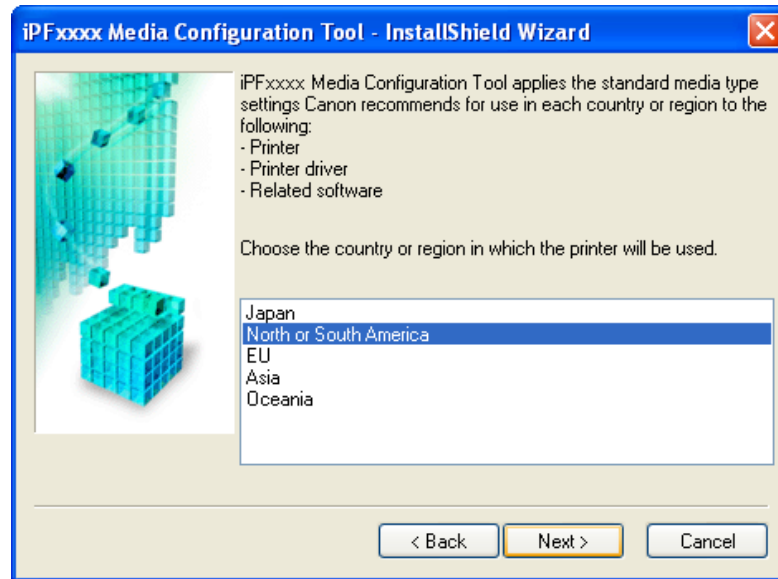 iPFxxxx Media Configuration Tool - InstallShield Wizard
iPFxxxx Media Configuration Tool applies the standard media type
settings Canon recommends for use in each country or region to the
following:
- Printer
- Printer driver
- Related software
Choose the country or region in which the printer will be used.
Japan
North or South America
EU
Asia
Oceania
< Back
Next >
Cancel